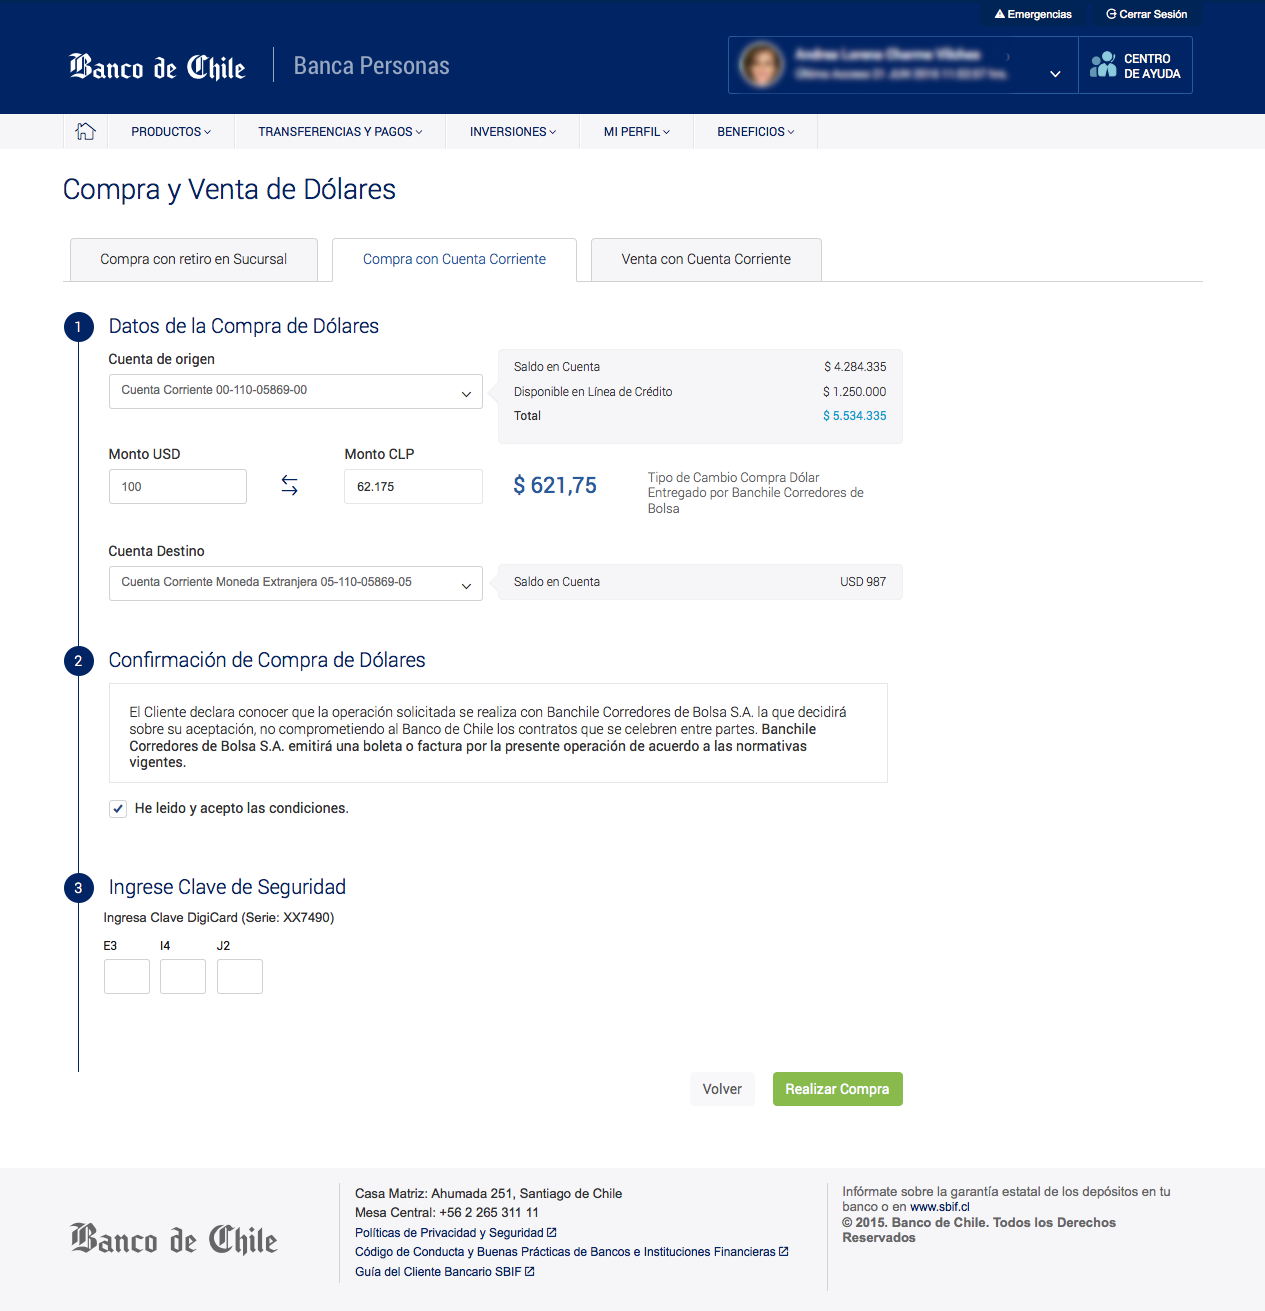 Emergencias
Cerrar Sesión
Banco de Chile
Banca Personas
CENTRO
DE AYUDA
PRODUCTOS
TRANSFERENCIAS Y PAGOS
INVERSIONES
MI PERFIL
BENEFICIOS
Compra y Venta de Dólares
Compra con retiro en Sucursal
Compra con Cuenta Corriente
Venta con Cuenta Corriente
1
Datos de la Compra de Dólares
Cuenta de origen
Cuenta Corriente 00-110-05869-00
Saldo en Cuenta $ 4.284.335
Disponible en Línea de Crédito $ 1.250.000
Total $ 5.534.335
Monto USD
100
Monto CLP
62.175
$ 621,75
Tipo de Cambio Compra Dólar
Entregado por Banchile Corredores de
Bolsa
Cuenta Destino
Cuenta Corriente Moneda Extranjera 05-110-05869-05
Saldo en Cuenta USD 987
2
Confirmación de Compra de Dólares
El Cliente declara conocer que la operación solicitada se realiza con Banchile Corredores de Bolsa S.A. la que decidirá
sobre su aceptación, no comprometiendo al Banco de Chile los contratos que se celebren entre partes. Banchile
Corredores de Bolsa S.A. emitirá una boleta o factura por la presente operación de acuerdo a las normativas
vigentes.
He leido y acepto las condiciones.
3
Ingrese Clave de Seguridad
Ingresa Clave DigiCard (Serie: XX7490)
E3 I4 J2
Volver
Realizar Compra
Banco de Chile
Casa Matriz: Ahumada 251, Santiago de Chile
Mesa Central: +56 2 265 311 11
Políticas de Privacidad y Seguridad
Código de Conducta y Buenas Prácticas de Bancos e Instituciones Financieras
Guía del Cliente Bancario SBIF
Infórmate sobre la garantía estatal de los depósitos en tu
banco o en www.sbif.cl
© 2015. Banco de Chile. Todos los Derechos
Reservados